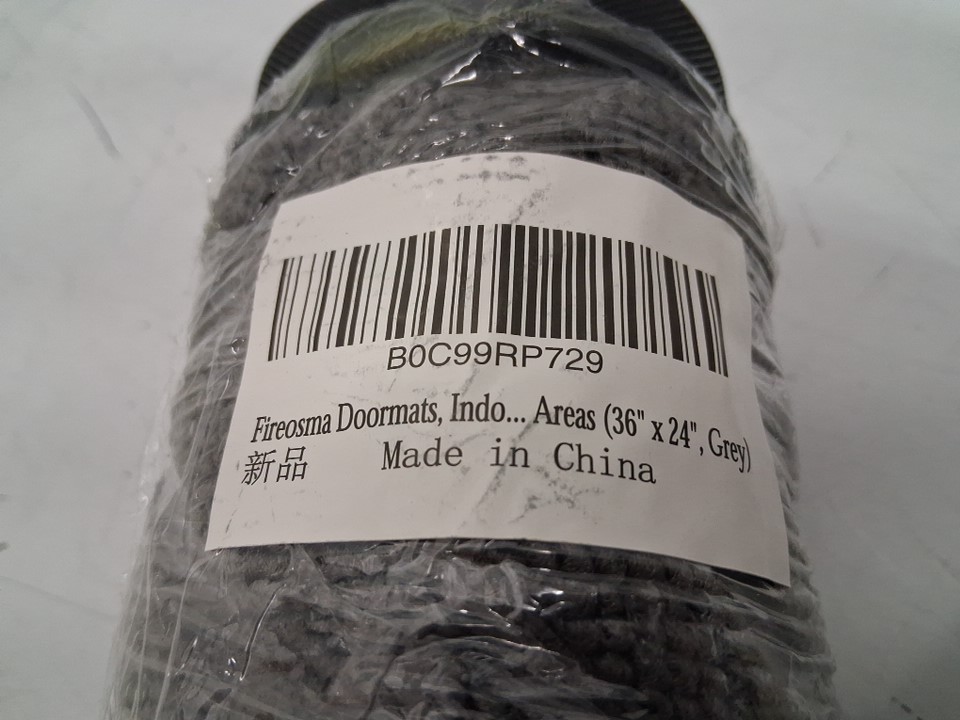 B0C99RP729
Fireosma Doormats, Indo... Areas (36" x 24", Grey)
新品 Made in China